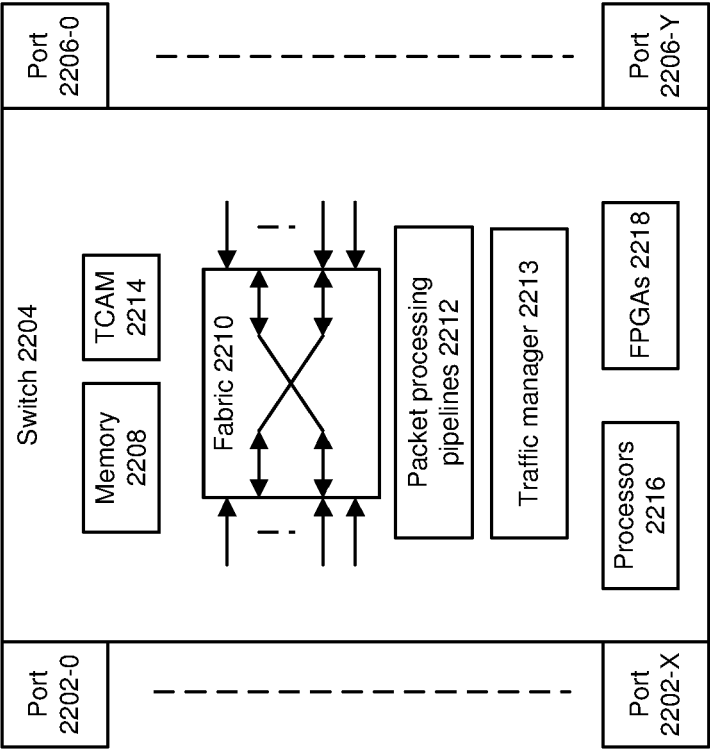 Port
2206-0
Port
2206-Y
Switch 2204
TCAM
2214
Memory
2208
Fabric 2210
Packet processing
pipelines 2212
Traffic manager 2213
FPGAs 2218
Processors
2216
Port
2202-0
Port
2202-X